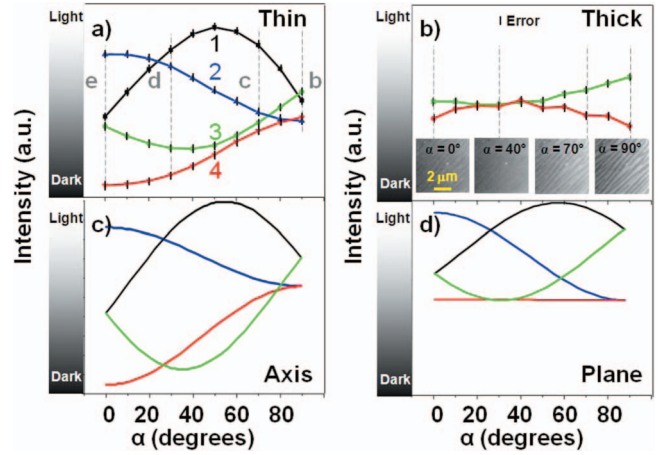 Light
a)
Thin
1
2
3
4
e
d
c
b
Dark
Intensity (a.u.)
Light
b)
I Error
Thick
α = 0°
α = 40°
α = 70°
α = 90°
2 μm
Dark
Intensity (a.u.)
Light
c)
Axis
Dark
0 20 40 60 80
α (degrees)
Light
d)
Plane
Dark
0 20 40 60 80
α (degrees)